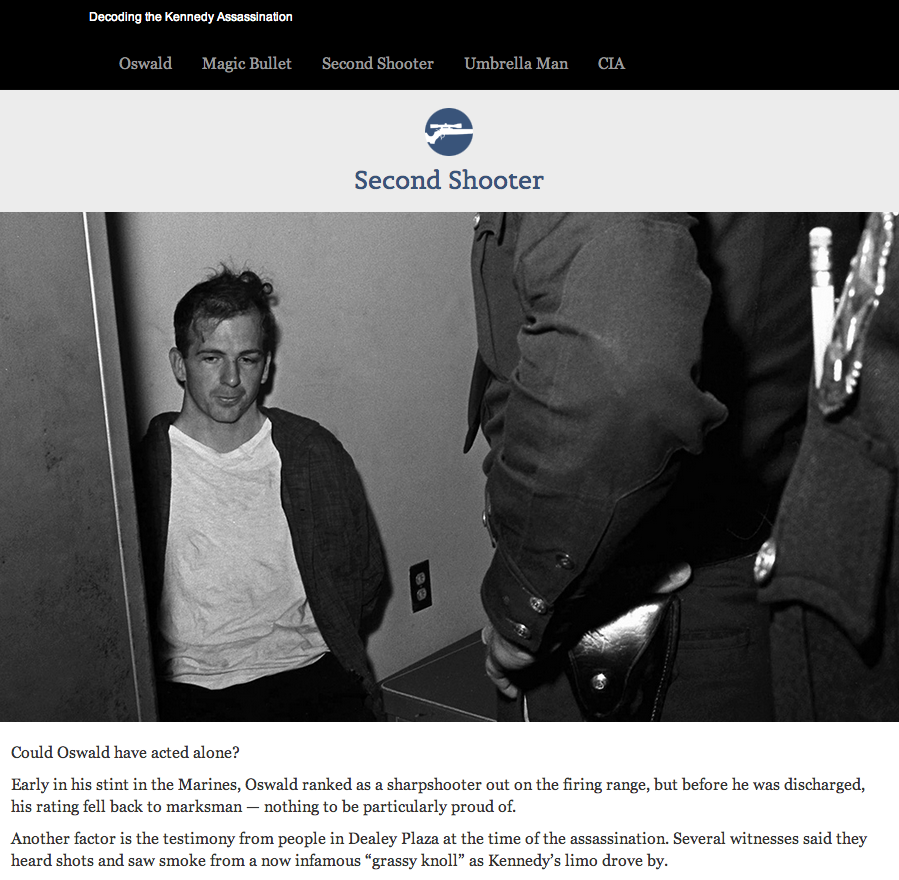 Decoding the Kennedy Assassination
Oswald Magic Bullet Second Shooter Umbrella Man CIA
Second Shooter
Could Oswald have acted alone?
Early in his stint in the Marines, Oswald ranked as a sharpshooter out on the firing range, but before he was discharged,
his rating fell back to marksman — nothing to be particularly proud of.
Another factor is the testimony from people in Dealey Plaza at the time of the assassination. Several witnesses said they
heard shots and saw smoke from a now infamous “grassy knoll” as Kennedy’s limo drove by.